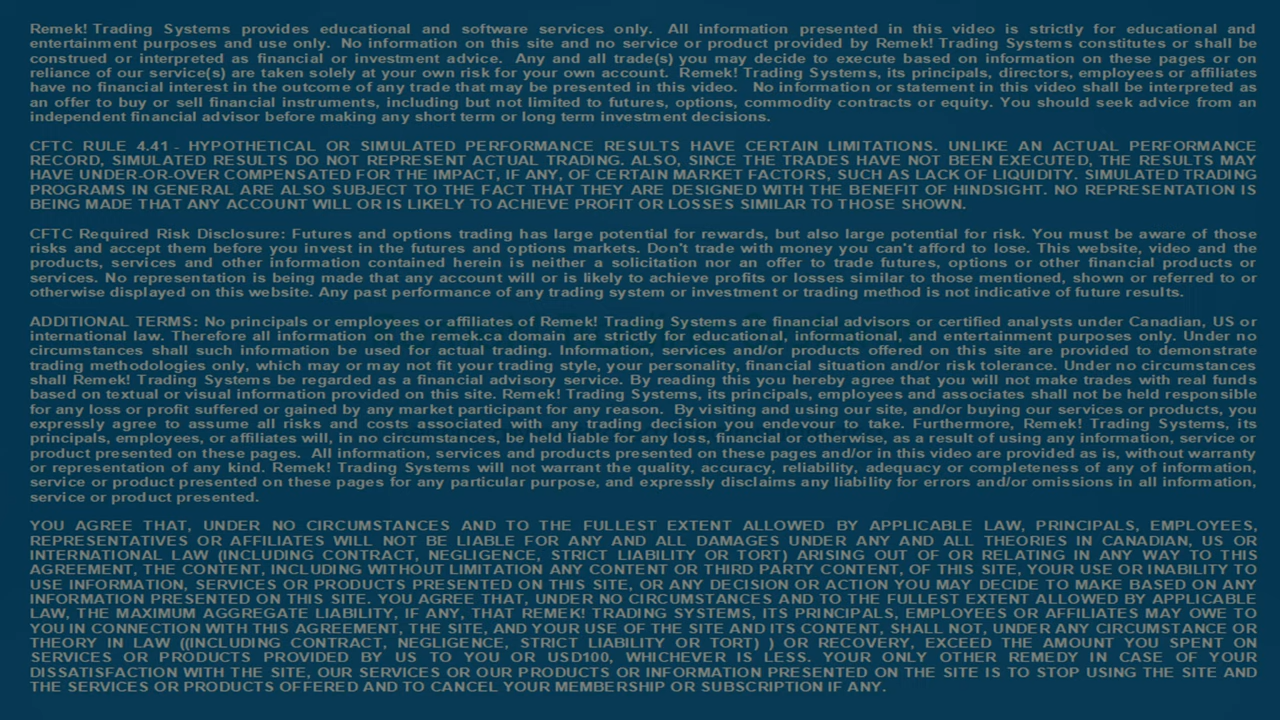 Remek! Trading Systems provides educational and software services only. All information presented in this video is strictly for educational and
entertainment purposes and use only. No information on this site and no service or product provided by Remek! Trading Systems constitutes or shall be
construed or interpreted as financial or investment advice. Any and all trade(s) you may decide to execute based on information on these pages or on
reliance of our service(s) are taken solely at your own risk for your own account. Remek! Trading Systems, its principals, directors, employees or affiliates
have no financial interest in the outcome of any trade that may be presented in this video. No information or statement in this video shall be interpreted as
an offer to buy or sell financial instruments, including but not limited to futures, options, commodity contracts or equity. You should seek advice from an
independent financial advisor before making any short term or long term investment decisions.
CFTC RULE 4.41 - HYPOTHETICAL OR SIMULATED PERFORMANCE RESULTS HAVE CERTAIN LIMITATIONS. UNLIKE AN ACTUAL PERFORMANCE
RECORD, SIMULATED RESULTS DO NOT REPRESENT ACTUAL TRADING. ALSO, SINCE THE TRADES HAVE NOT BEEN EXECUTED, THE RESULTS MAY
HAVE UNDER-OR-OVER COMPENSATED FOR THE IMPACT, IF ANY, OF CERTAIN MARKET FACTORS, SUCH AS LACK OF LIQUIDITY. SIMULATED TRADING
PROGRAMS IN GENERAL ARE ALSO SUBJECT TO THE FACT THAT THEY ARE DESIGNED WITH THE BENEFIT OF HINDSIGHT. NO REPRESENTATION IS
BEING MADE THAT ANY ACCOUNT WILL OR IS LIKELY TO ACHIEVE PROFIT OR LOSSES SIMILAR TO THOSE SHOWN.
CFTC Required Risk Disclosure: Futures and options trading has large potential for rewards, but also large potential for risk. You must be aware of those
risks and accept them before you invest in the futures and options markets. Don't trade with money you can't afford to lose. This website, video and the
products, services and other information contained herein is neither a solicitation nor an offer to trade futures, options or other financial products or
services. No representation is being made that any account will or is likely to achieve profits or losses similar to those mentioned, shown or referred to or
otherwise displayed on this website. Any past performance of any trading system or investment or trading method is not indicative of future results.
ADDITIONAL TERMS: No principals or employees or affiliates of Remek! Trading Systems are financial advisors or certified analysts under Canadian, US or
international law. Therefore all information on the remek.ca domain are strictly for educational, informational, and entertainment purposes only. Under no
circumstances shall such information be used for actual trading. Information, services and/or products offered on this site are provided to demonstrate
trading methodologies only, which may or may not fit your trading style, your personality, financial situation and/or risk tolerance. Under no circumstances
shall Remek! Trading Systems be regarded as a financial advisory service. By reading this you hereby agree that you will not make trades with real funds
based on textual or visual information provided on this site. Remek! Trading Systems, its principals, employees and associates shall not be held responsible
for any loss or profit suffered or gained by any market participant for any reason. By visiting and using our site, and/or buying our services or products, you
expressly agree to assume all risks and costs associated with any trading decision you endevour to take. Furthermore, Remek! Trading Systems, its
principals, employees, or affiliates will, in no circumstances, be held liable for any loss, financial or otherwise, as a result of using any information, service or
product presented on these pages. All information, services and products presented on these pages and/or in this video are provided as is, without warranty
or representation of any kind. Remek! Trading Systems will not warrant the quality, accuracy, reliability, adequacy or completeness of any of information,
service or product presented on these pages for any particular purpose, and expressly disclaims any liability for errors and/or omissions in all information,
service or product presented.
YOU AGREE THAT, UNDER NO CIRCUMSTANCES AND TO THE FULLEST EXTENT ALLOWED BY APPLICABLE LAW, PRINCIPALS, EMPLOYEES,
REPRESENTATIVES OR AFFILIATES WILL NOT BE LIABLE FOR ANY AND ALL DAMAGES UNDER ANY AND ALL THEORIES IN CANADIAN, US OR
INTERNATIONAL LAW (INCLUDING CONTRACT, NEGLIGENCE, STRICT LIABILITY OR TORT) ARISING OUT OF OR RELATING IN ANY WAY TO THIS
AGREEMENT, THE CONTENT, INCLUDING WITHOUT LIMITATION ANY CONTENT OR THIRD PARTY CONTENT, OF THIS SITE, YOUR USE OR INABILITY TO
USE INFORMATION, SERVICES OR PRODUCTS PRESENTED ON THIS SITE, OR ANY DECISION OR ACTION YOU MAY DECIDE TO MAKE BASED ON ANY
INFORMATION PRESENTED ON THIS SITE. YOU AGREE THAT, UNDER NO CIRCUMSTANCES AND TO THE FULLEST EXTENT ALLOWED BY APPLICABLE
LAW, THE MAXIMUM AGGREGATE LIABILITY, IF ANY, THAT REMEK! TRADING SYSTEMS, ITS PRINCIPALS, EMPLOYEES OR AFFILIATES MAY OWE TO
YOU IN CONNECTION WITH THIS AGREEMENT, THE SITE, AND YOUR USE OF THE SITE AND ITS CONTENT, SHALL NOT, UNDER ANY CIRCUMSTANCE OR
THEORY IN LAW ((INCLUDING CONTRACT, NEGLIGENCE, STRICT LIABILITY OR TORT) ) OR RECOVERY, EXCEED THE AMOUNT YOU SPENT ON
SERVICES OR PRODUCTS PROVIDED BY US TO YOU OR USD100, WHICHEVER IS LESS. YOUR ONLY OTHER REMEDY IN CASE OF YOUR
DISSATISFACTION WITH THE SITE, OUR SERVICES OR OUR PRODUCTS OR INFORMATION PRESENTED ON THE SITE IS TO STOP USING THE SITE AND
THE SERVICES OR PRODUCTS OFFERED AND TO CANCEL YOUR MEMBERSHIP OR SUBSCRIPTION IF ANY.